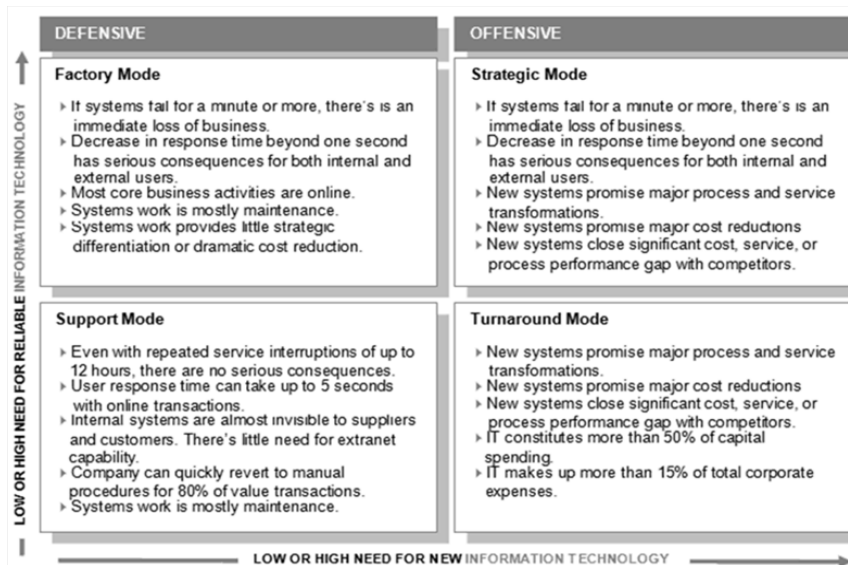 DEFENSIVE
OFFENSIVE
Factory Mode
If systems fail for a minute or more, there's is an
immediate loss of business.
Decrease in response time beyond one second
has serious consequences for both internal and
external users.
Most core business activities are online.
Systems work is mostly maintenance.
Systems work provides little strategic
differentiation or dramatic cost reduction.
Strategic Mode
If systems fail for a minute or more, there's is an
immediate loss of business.
Decrease in response time beyond one second
has serious consequences for both internal and
external users.
New systems promise major process and service
transformations.
New systems promise major cost reductions
New systems close significant cost, service, or
process performance gap with competitors.
Support Mode
Even with repeated service interruptions of up to
12 hours, there are no serious consequences.
User response time can take up to 5 seconds
with online transactions.
Internal systems are almost invisible to suppliers
and customers. There's little need for extranet
capability.
Company can quickly revert to manual
procedures for 80% of value transactions.
Systems work is mostly maintenance.
Turnaround Mode
New systems promise major process and service
transformations.
New systems promise major cost reductions
New systems close significant cost, service, or
process performance gap with competitors.
IT constitutes more than 50% of capital
spending.
IT makes up more than 15% of total corporate
expenses.
LOW OR HIGH NEED FOR RELIABLE INFORMATION TECHNOLOGY
LOW OR HIGH NEED FOR NEW INFORMATION TECHNOLOGY